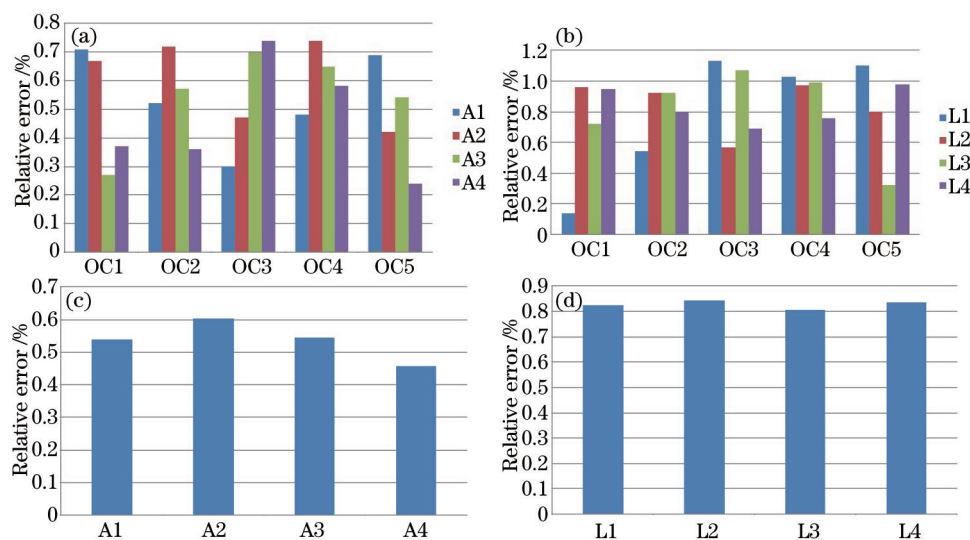 (a)
Relative error /%
0.8
0.7
0.6
0.5
0.4
0.3
0.2
0.1
0
OC1 OC2 OC3 OC4 OC5
A1
A2
A3
A4
(b)
Relative error /%
1.2
1.0
0.8
0.6
0.4
0.2
0
OC1 OC2 OC3 OC4 OC5
L1
L2
L3
L4
(c)
Relative error /%
0.7
0.6
0.5
0.4
0.3
0.2
0.1
0
A1 A2 A3 A4
(d)
Relative error /%
0.9
0.8
0.7
0.6
0.5
0.4
0.3
0.2
0.1
0
L1 L2 L3 L4